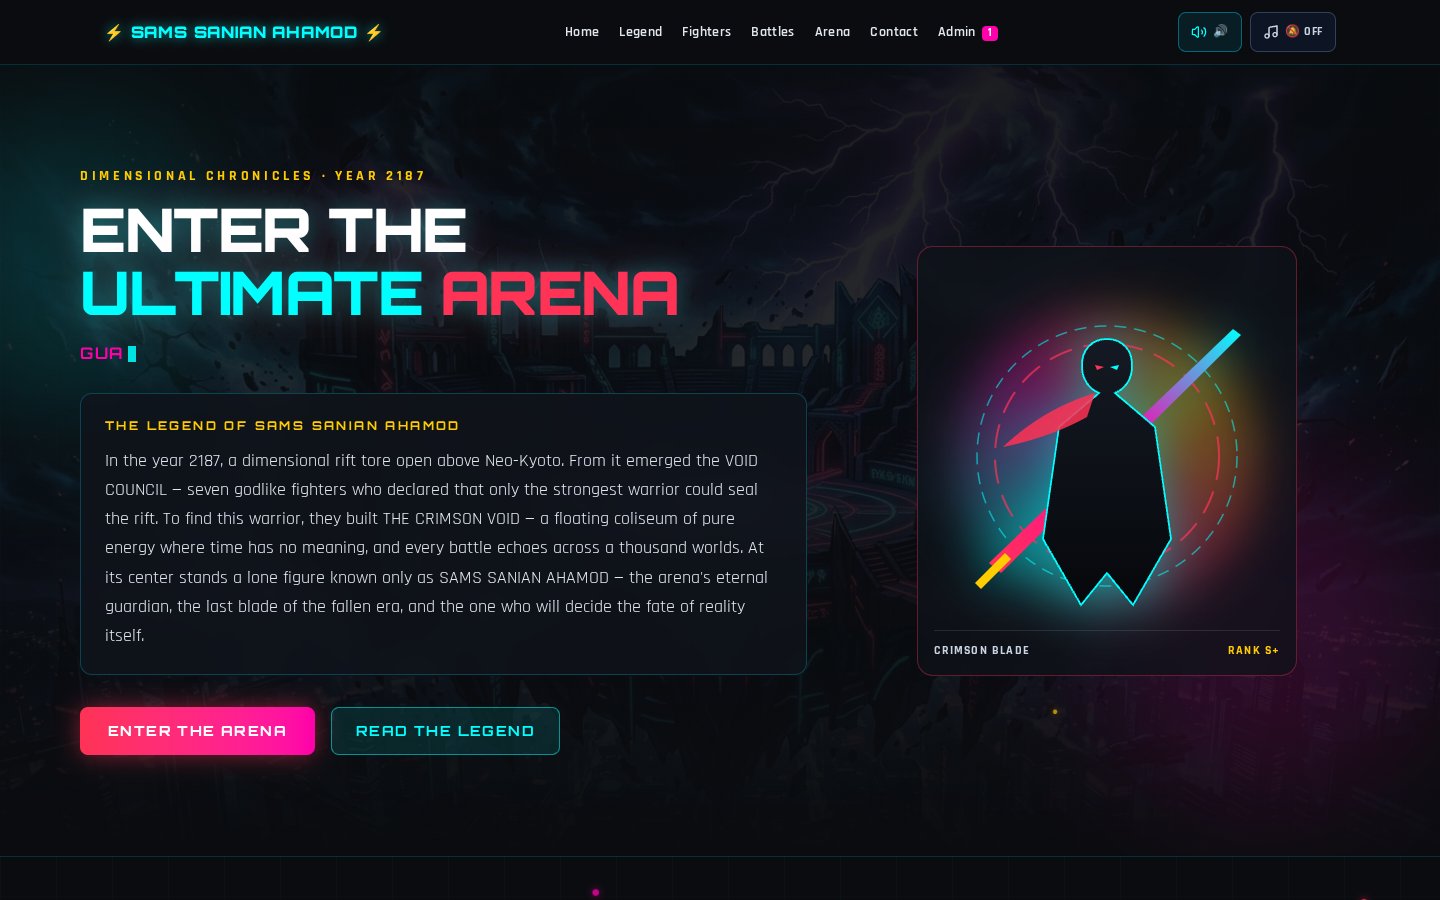 ⚡ SAMS SANIAN AHAMOD ⚡
Home Legend Fighters Battles Arena Contact Admin 1
🔊
🔕 OFF
DIMENSIONAL CHRONICLES · YEAR 2187
ENTER THE
ULTIMATE ARENA
GUA
THE LEGEND OF SAMS SANIAN AHAMOD
In the year 2187, a dimensional rift tore open above Neo-Kyoto. From it emerged the VOID
COUNCIL — seven godlike fighters who declared that only the strongest warrior could seal
the rift. To find this warrior, they built THE CRIMSON VOID — a floating coliseum of pure
energy where time has no meaning, and every battle echoes across a thousand worlds. At
its center stands a lone figure known only as SAMS SANIAN AHAMOD — the arena's eternal
guardian, the last blade of the fallen era, and the one who will decide the fate of reality
itself.
ENTER THE ARENA
READ THE LEGEND
CRIMSON BLADE
RANK S+